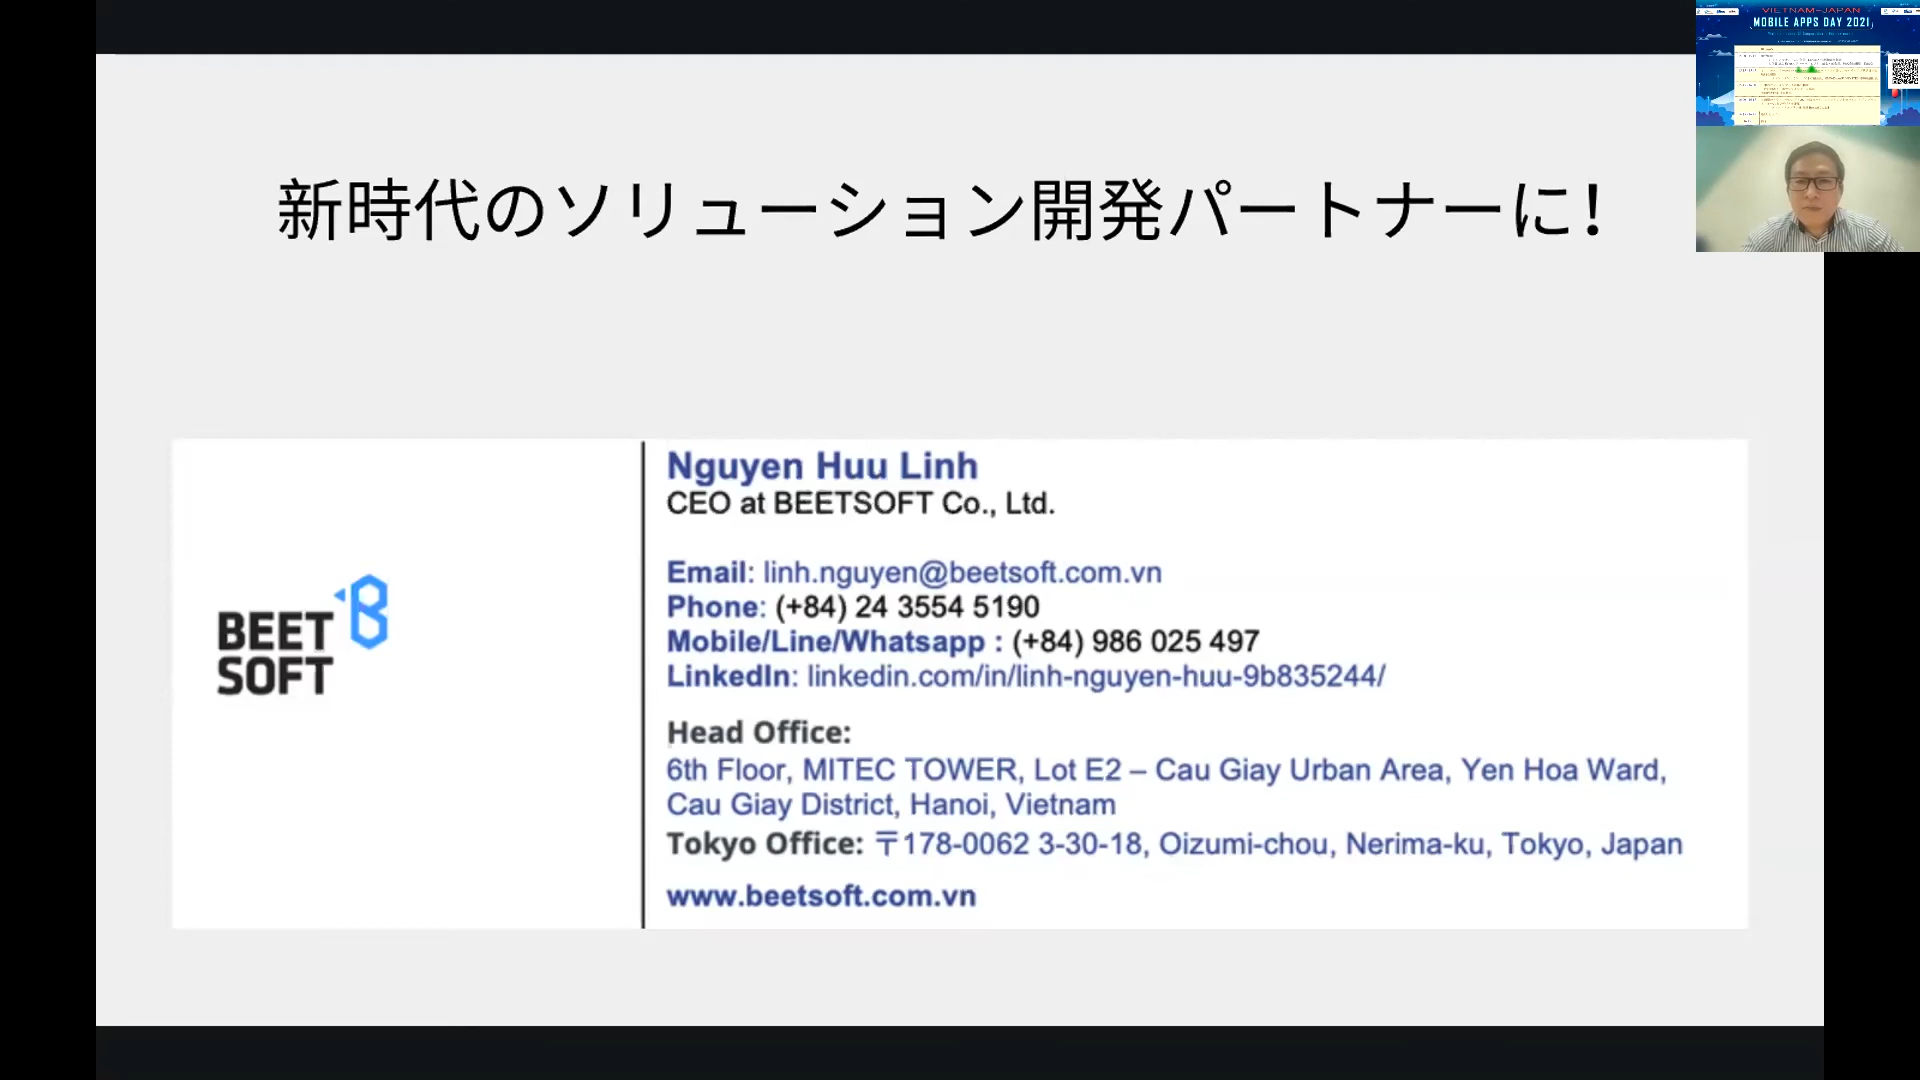 VIETNAM-JAPAN
MOBILE APPS DAY 2021
新時代のソリューション開発パートナーに!
BEET
SOFT
Nguyen Huu Linh
CEO at BEETSOFT Co., Ltd.
Email: linh.nguyen@beetsoft.com.vn
Phone: (+84) 24 3554 5190
Mobile/Line/Whatsapp : (+84) 986 025 497
LinkedIn: linkedin.com/in/linh-nguyen-huu-9b835244/
Head Office:
6th Floor, MITEC TOWER, Lot E2 – Cau Giay Urban Area, Yen Hoa Ward,
Cau Giay District, Hanoi, Vietnam
Tokyo Office: 〒178-0062 3-30-18, Oizumi-chou, Nerima-ku, Tokyo, Japan
www.beetsoft.com.vn